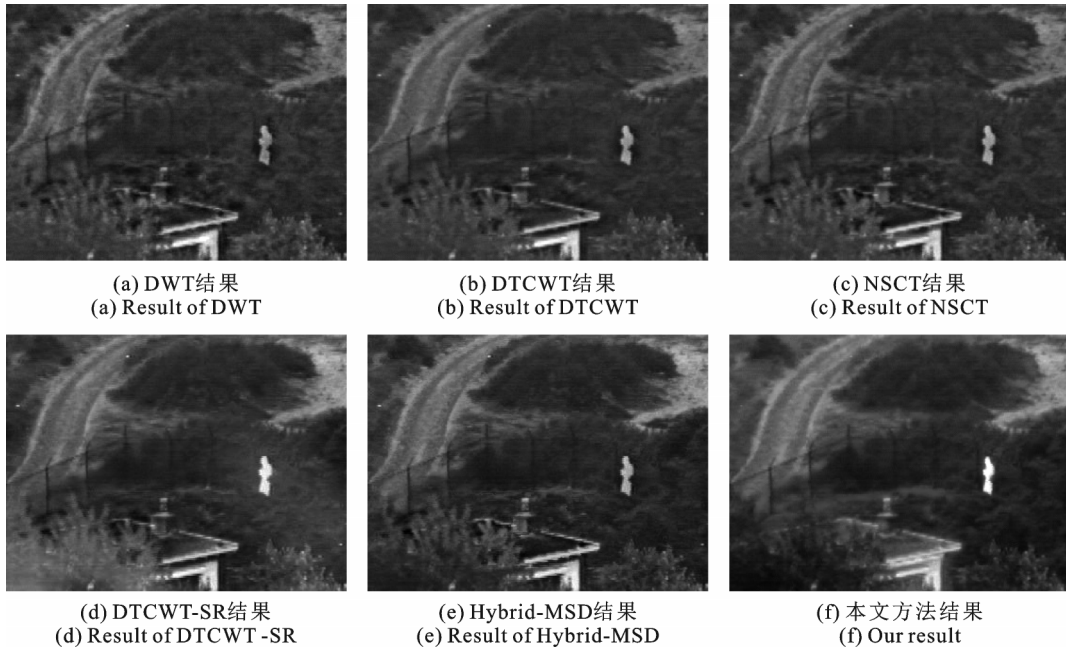 (a) DWT结果
(a) Result of DWT
(b) DTCWT结果
(b) Result of DTCWT
(c) NSCT结果
(c) Result of NSCT
(d) DTCWT-SR结果
(d) Result of DTCWT -SR
(e) Hybrid-MSD结果
(e) Result of Hybrid-MSD
(f) 本文方法结果
(f) Our result